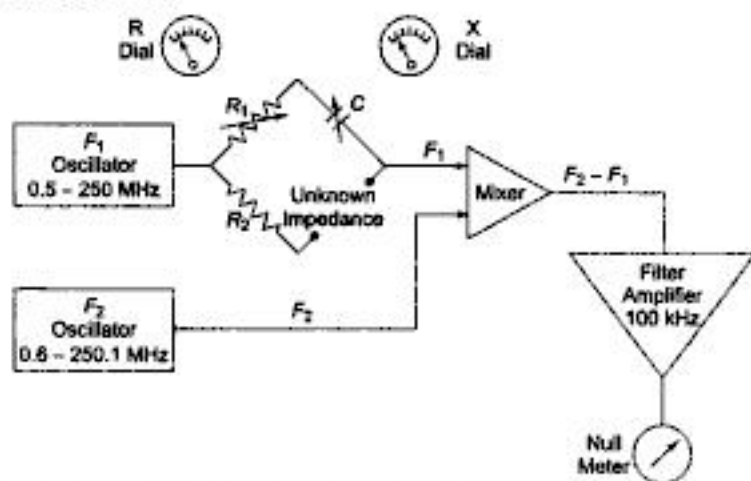 R
Dial
X
Dial
R1
C
F1
Oscillator
0.5 – 250 MHz
F1
R2
Unknown
Impedance
Mixer
F2 – F1
F2
Oscillator
0.6 – 250.1 MHz
F2
Filter
Amplifier
100 kHz
Null
Meter